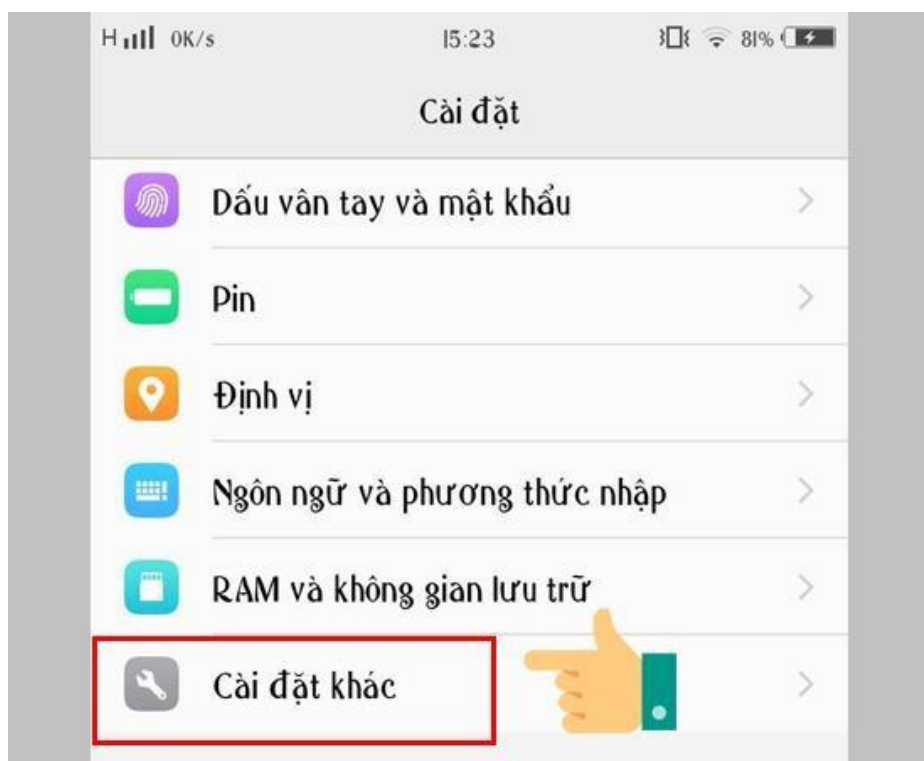 H 0K/s 15:23 81%
Cài đặt
Dấu vân tay và mật khẩu
Pin
Định vị
Ngôn ngữ và phương thức nhập
RAM và không gian lưu trữ
Cài đặt khác